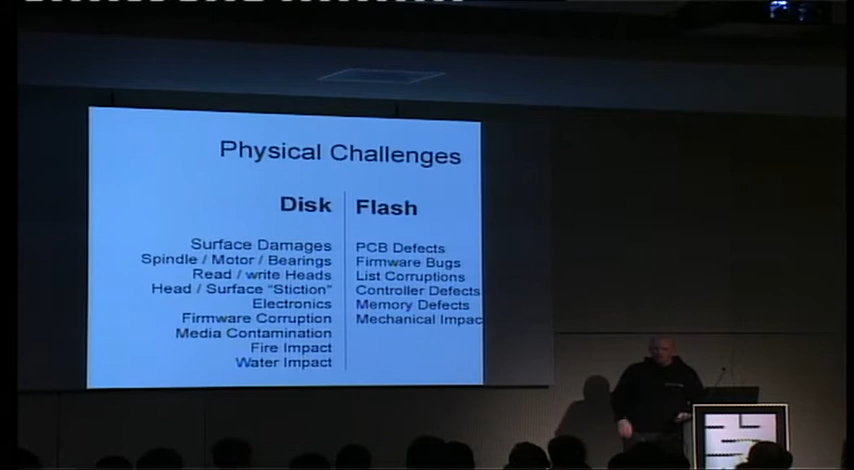 Physical Challenges
Disk
Flash
Surface Damages
Spindle / Motor / Bearings
Read / write Heads
Head / Surface "Stiction"
Electronics
Firmware Corruption
Media Contamination
Fire Impact
Water Impact
PCB Defects
Firmware Bugs
List Corruptions
Controller Defects
Memory Defects
Mechanical Impac